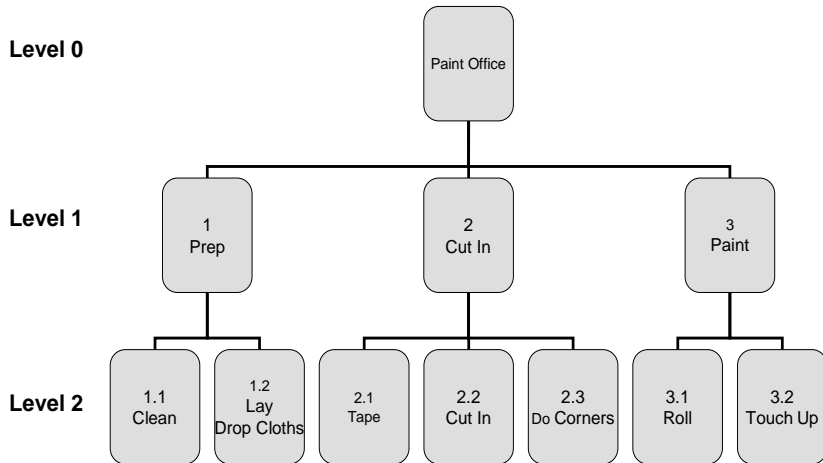 Level 0
Paint Office
Level 1
1
Prep
2
Cut In
3
Paint
Level 2
1.1
Clean
1.2
Lay
Drop Cloths
2.1
Tape
2.2
Cut In
2.3
Do Corners
3.1
Roll
3.2
Touch Up